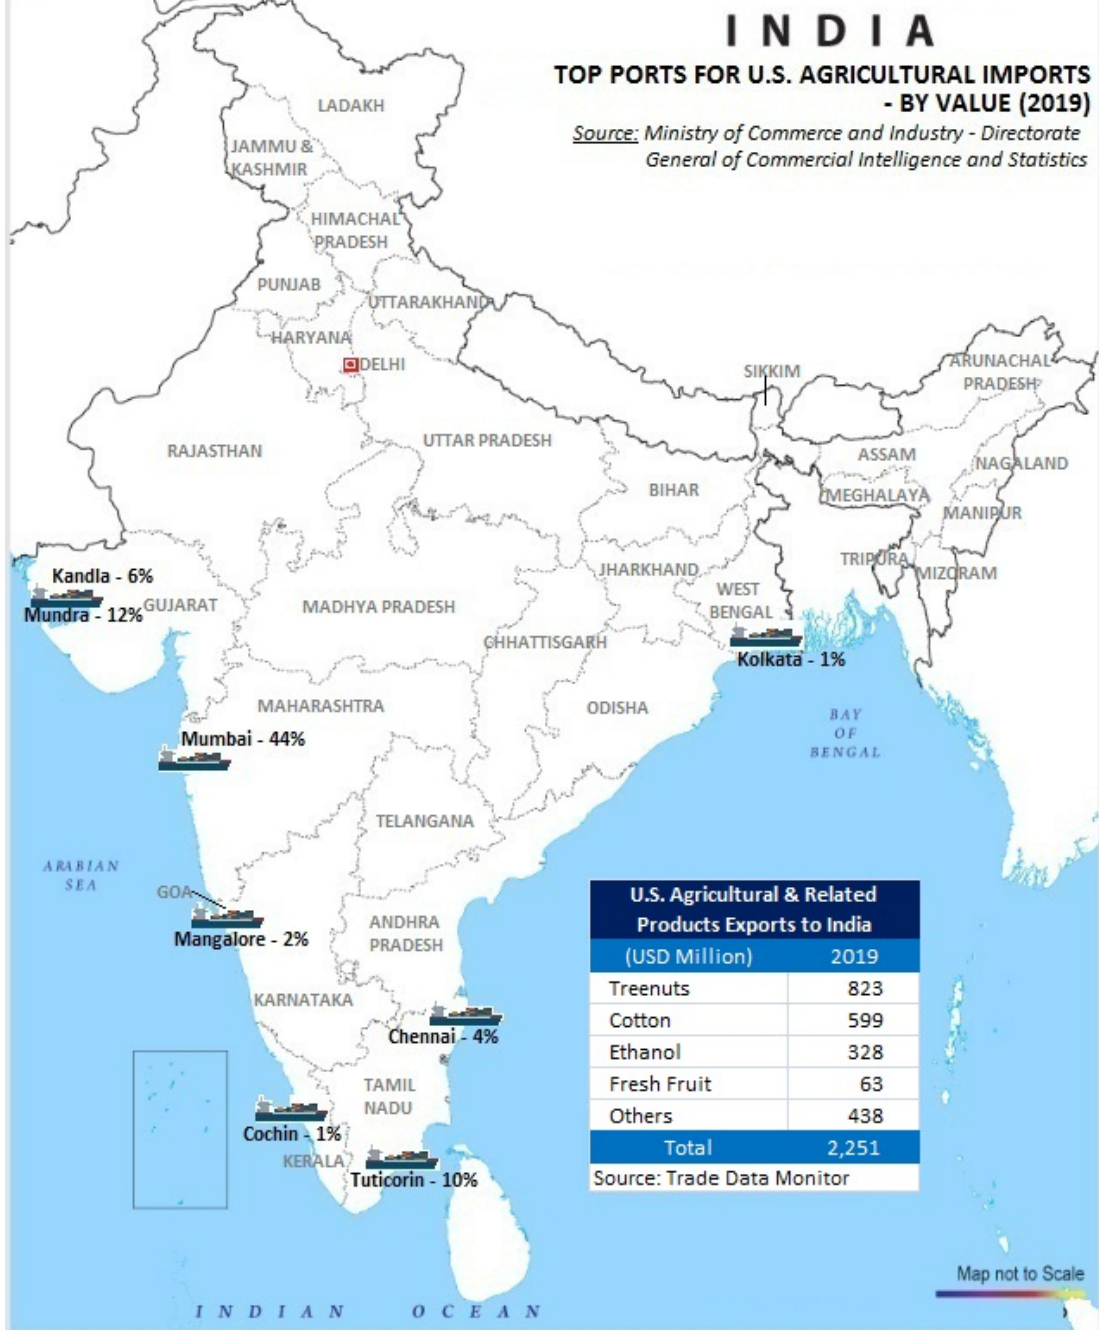 INDIA
TOP PORTS FOR U.S. AGRICULTURAL IMPORTS
- BY VALUE (2019)
Source: Ministry of Commerce and Industry - Directorate
General of Commercial Intelligence and Statistics
LADAKH
JAMMU &
KASHMIR
HIMACHAL
PRADESH
PUNJAB
UTTARAKHAND
HARYANA
DELHI
SIKKIM
ARUNACHAL
PRADESH
RAJASTHAN
UTTAR PRADESH
ASSAM
NAGALAND
BIHAR
MEGHALAYA
MANIPUR
TRIPURA
MIZORAM
JHARKHAND
WEST
BENGAL
Kandla - 6%
Mundra - 12%
GUJARAT
MADHYA PRADESH
CHHATTISGARH
Kolkata - 1%
MAHARASHTRA
ODISHA
Mumbai - 44%
BAY
OF
BENGAL
TELANGANA
ARABIAN
SEA
GOA
Mangalore - 2%
ANDHRA
PRADESH
KARNATAKA
Chennai - 4%
TAMIL
NADU
Cochin - 1%
KERALA
Tuticorin - 10%
U.S. Agricultural & Related
Products Exports to India
(USD Million) 2019
Treenuts 823
Cotton 599
Ethanol 328
Fresh Fruit 63
Others 438
Total 2,251
Source: Trade Data Monitor
Map not to Scale
INDIAN OCEAN